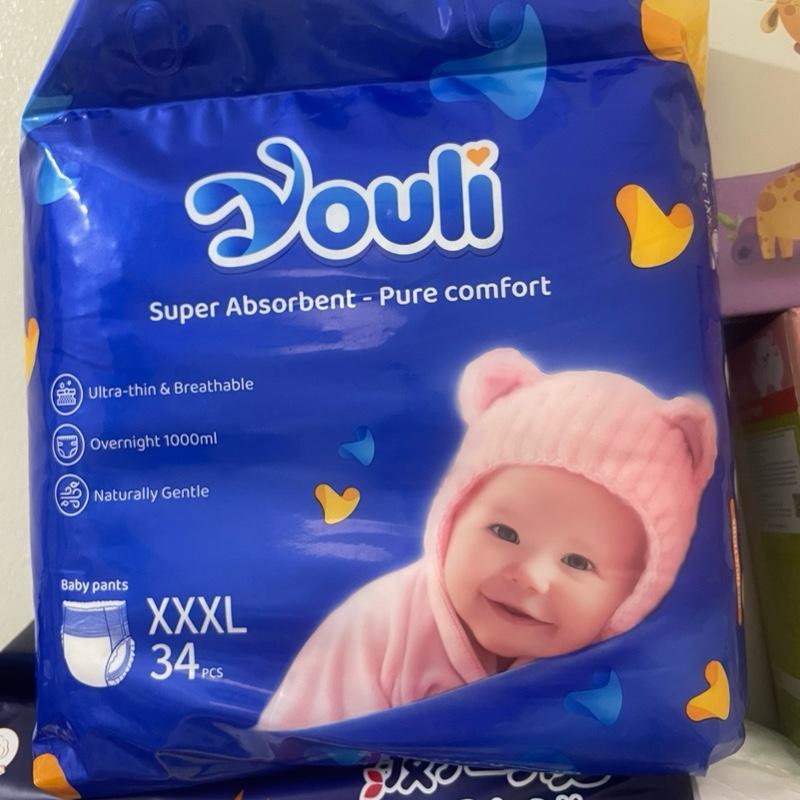 Youli
Super Absorbent - Pure comfort
Ultra-thin & Breathable
Overnight 1000ml
Naturally Gentle
Baby pants
XXXL
34 PCS